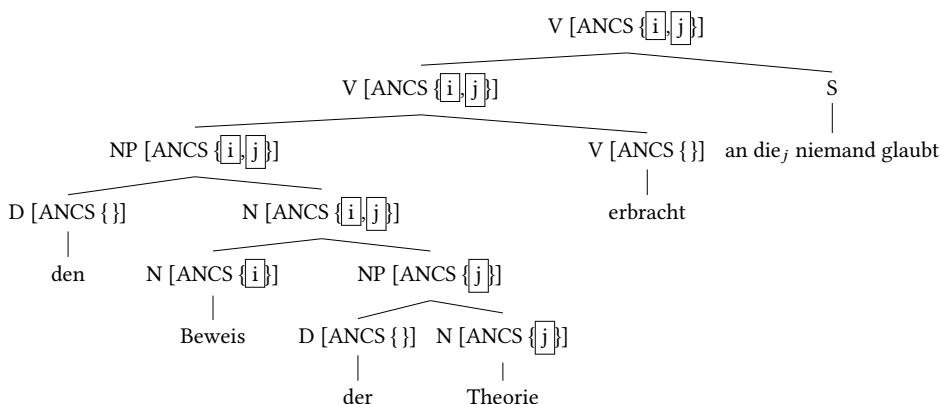 V [ANCS { i , j }]
V [ANCS { i , j }] S
NP [ANCS { i , j }] V [ANCS { }] an die_j niemand glaubt
D [ANCS { }] N [ANCS { i , j }] erbracht
den N [ANCS { i }] NP [ANCS { j }]
Beweis D [ANCS { }] N [ANCS { j }]
der Theorie